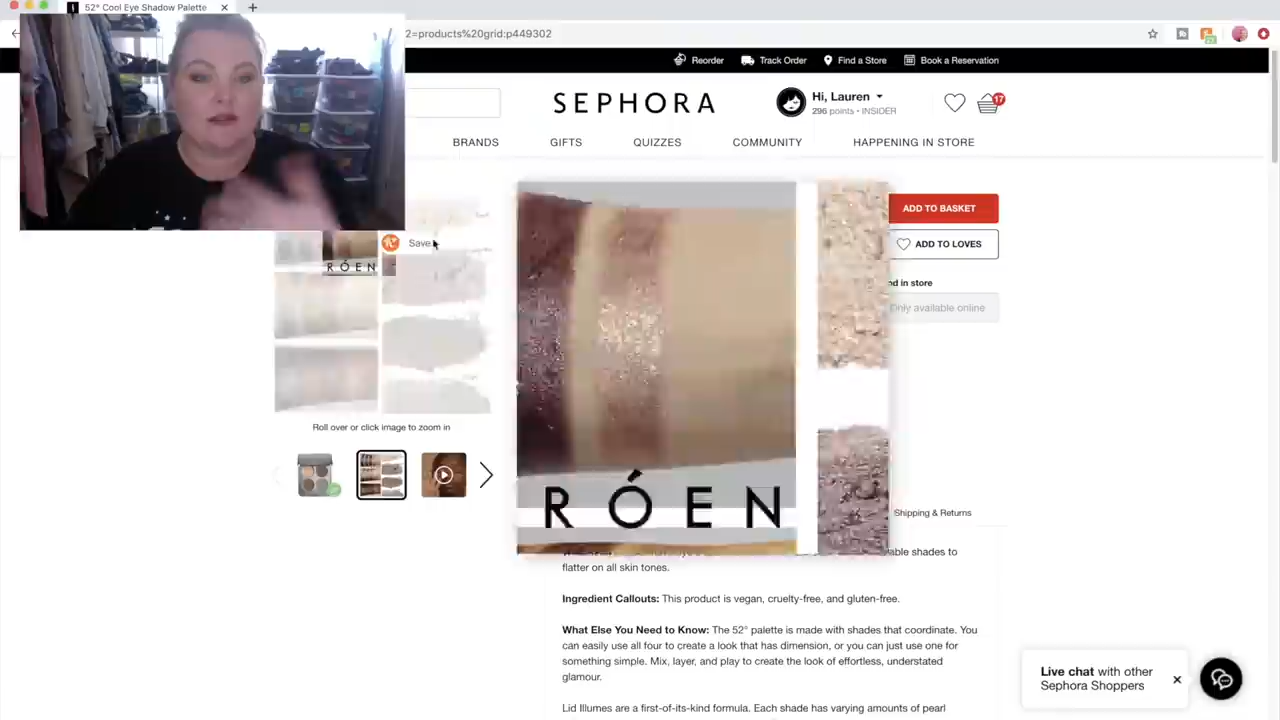 52° Cool Eye Shadow Palette
2=products%20grid:p449302
Reorder
Track Order
Find a Store
Book a Reservation
SEPHORA
Hi, Lauren
296 points • INSIDER
17
BRANDS
GIFTS
QUIZZES
COMMUNITY
HAPPENING IN STORE
ADD TO BASKET
Save
ADD TO LOVES
RÓEN
nd in store
Only available online
Roll over or click image to zoom in
RÓEN
Shipping & Returns
able shades to
flatter on all skin tones.
Ingredient Callouts: This product is vegan, cruelty-free, and gluten-free.
What Else You Need to Know: The 52° palette is made with shades that coordinate. You
can easily use all four to create a look that has dimension, or you can just use one for
something simple. Mix, layer, and play to create the look of effortless, understated
glamour.
Lid Illumes are a first-of-its-kind formula. Each shade has varying amounts of pearl
Live chat with other
Sephora Shoppers